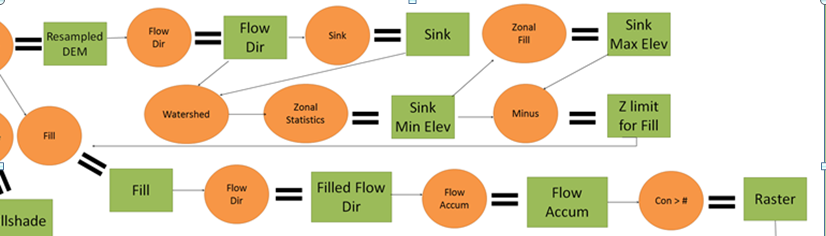 Resampled
DEM
Flow
Dir
Flow
Dir
Sink
Sink
Zonal
Fill
Sink
Max Elev
Watershed
Zonal
Statistics
Sink
Min Elev
Minus
Z limit
for Fill
Fill
Fill
Flow
Dir
Filled Flow
Dir
Flow
Accum
Flow
Accum
Con > #
Raster
llshade